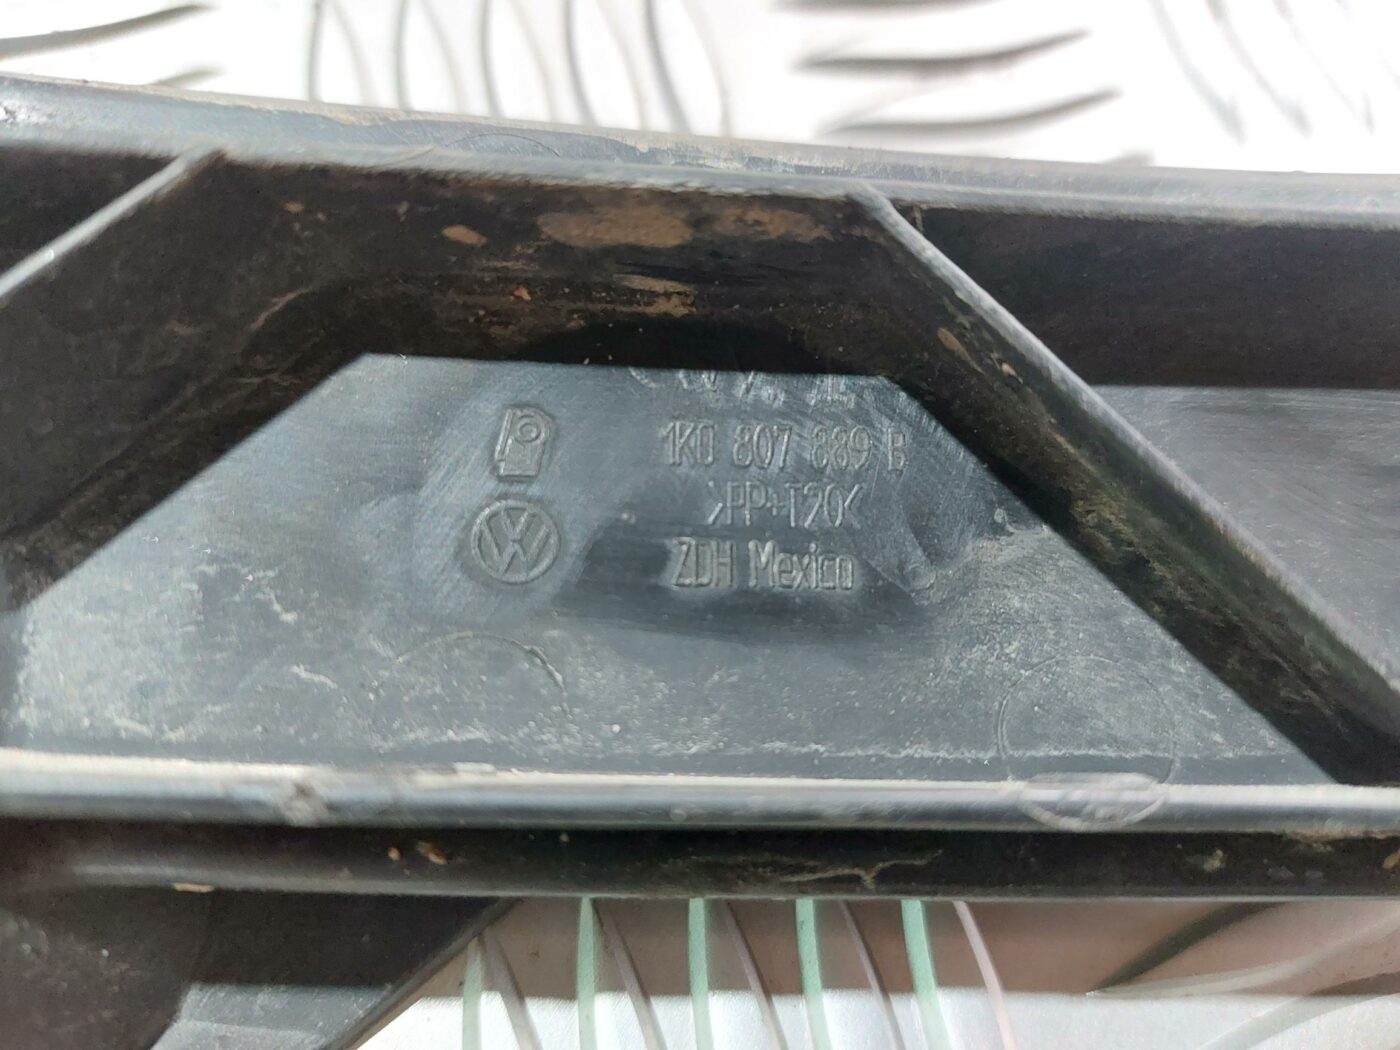 1K0 807 889 B
>PP+T20<
ZDH Mexico